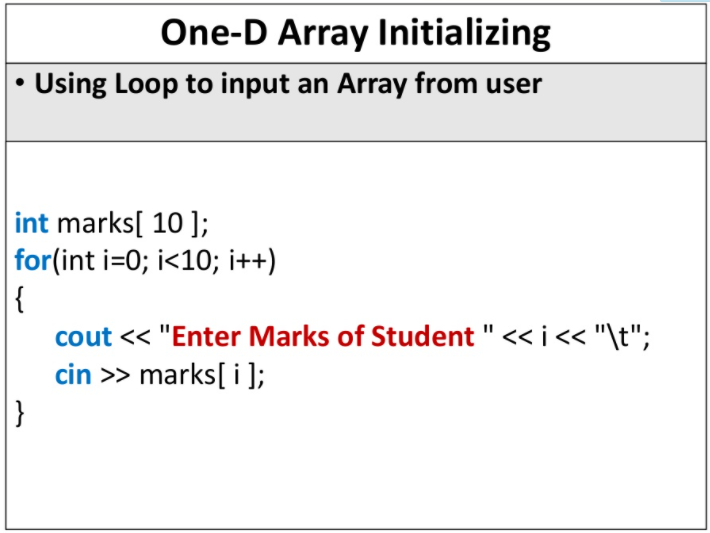 One-D Array Initializing
• Using Loop to input an Array from user
int marks[ 10 ];
for(int i=0; i<10; i++)
{
cout << "Enter Marks of Student " << i << "\t";
cin >> marks[ i ];
}